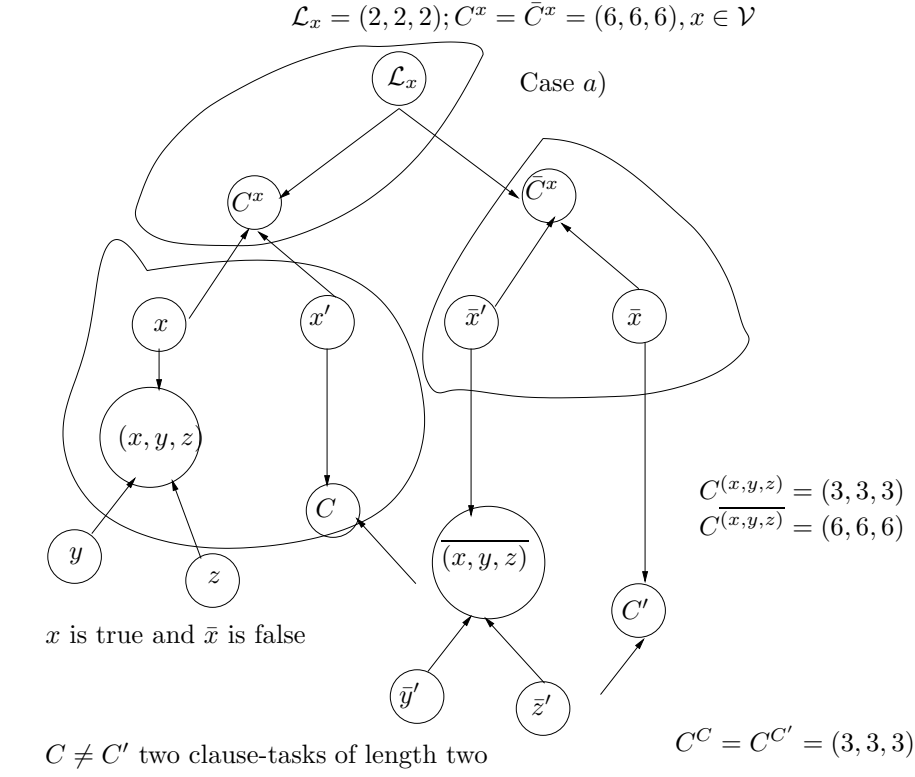 $\mathcal{L}_x = (2, 2, 2); C^x = \bar{C}^x = (6, 6, 6), x \in \mathcal{V}$
$\mathcal{L}_x$
Case $a)$
$C^x$
$\bar{C}^x$
$x$
$x'$
$\bar{x}'$
$\bar{x}$
$(x, y, z)$
$C$
$C^{(x,y,z)} = (3, 3, 3)$
$C^{\overline{(x,y,z)}} = (6, 6, 6)$
$y$
$z$
$\overline{(x, y, z)}$
$C'$
$x$ is true and $\bar{x}$ is false
$\bar{y}'$
$\bar{z}'$
$C \neq C'$ two clause-tasks of length two
$C^C = C^{C'} = (3, 3, 3)$